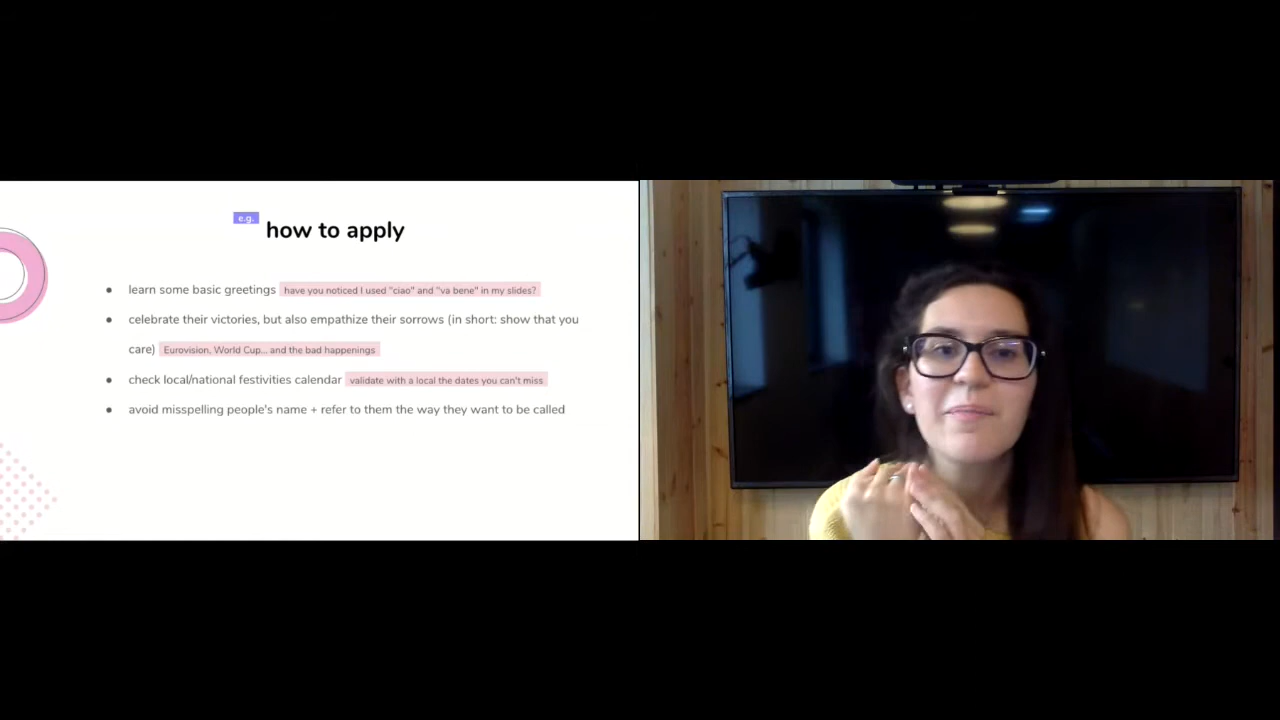 e.g.
how to apply
● learn some basic greetings have you noticed I used "ciao" and "va bene" in my slides?
● celebrate their victories, but also empathize their sorrows (in short: show that you
care) Eurovision, World Cup... and the bad happenings
● check local/national festivities calendar validate with a local the dates you can't miss
● avoid misspelling people's name + refer to them the way they want to be called